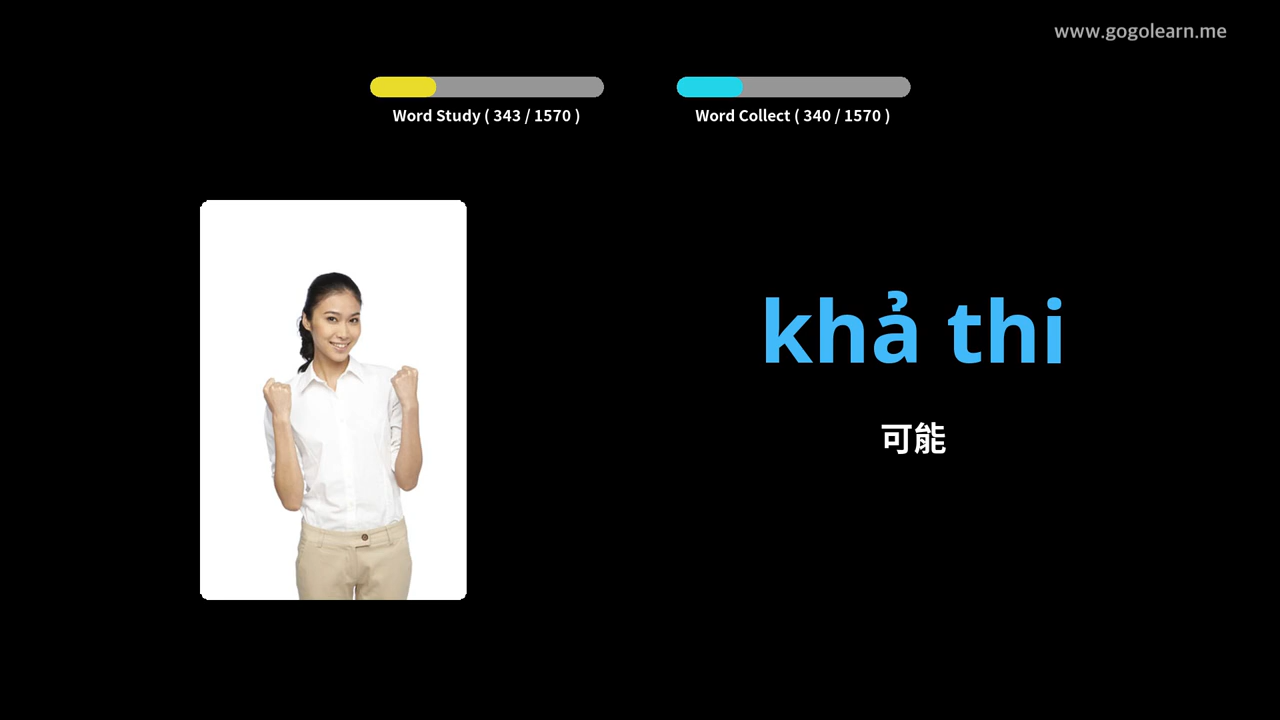 www.gogolearn.me
Word Study ( 343 / 1570 )
Word Collect ( 340 / 1570 )
khả thi
可能